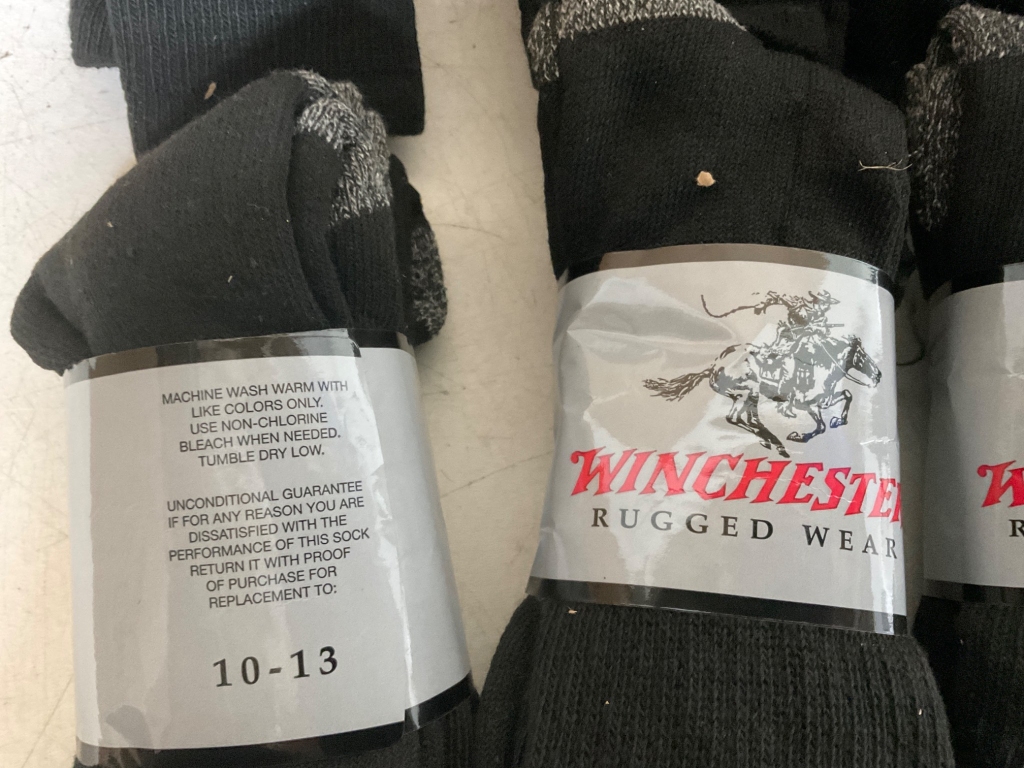 MACHINE WASH WARM WITH
LIKE COLORS ONLY.
USE NON-CHLORINE
BLEACH WHEN NEEDED.
TUMBLE DRY LOW.
UNCONDITIONAL GUARANTEE
IF FOR ANY REASON YOU ARE
DISSATISFIED WITH THE
PERFORMANCE OF THIS SOCK
RETURN IT WITH PROOF
OF PURCHASE FOR
REPLACEMENT TO:
10-13
WINCHESTER
RUGGED WEAR
W
R